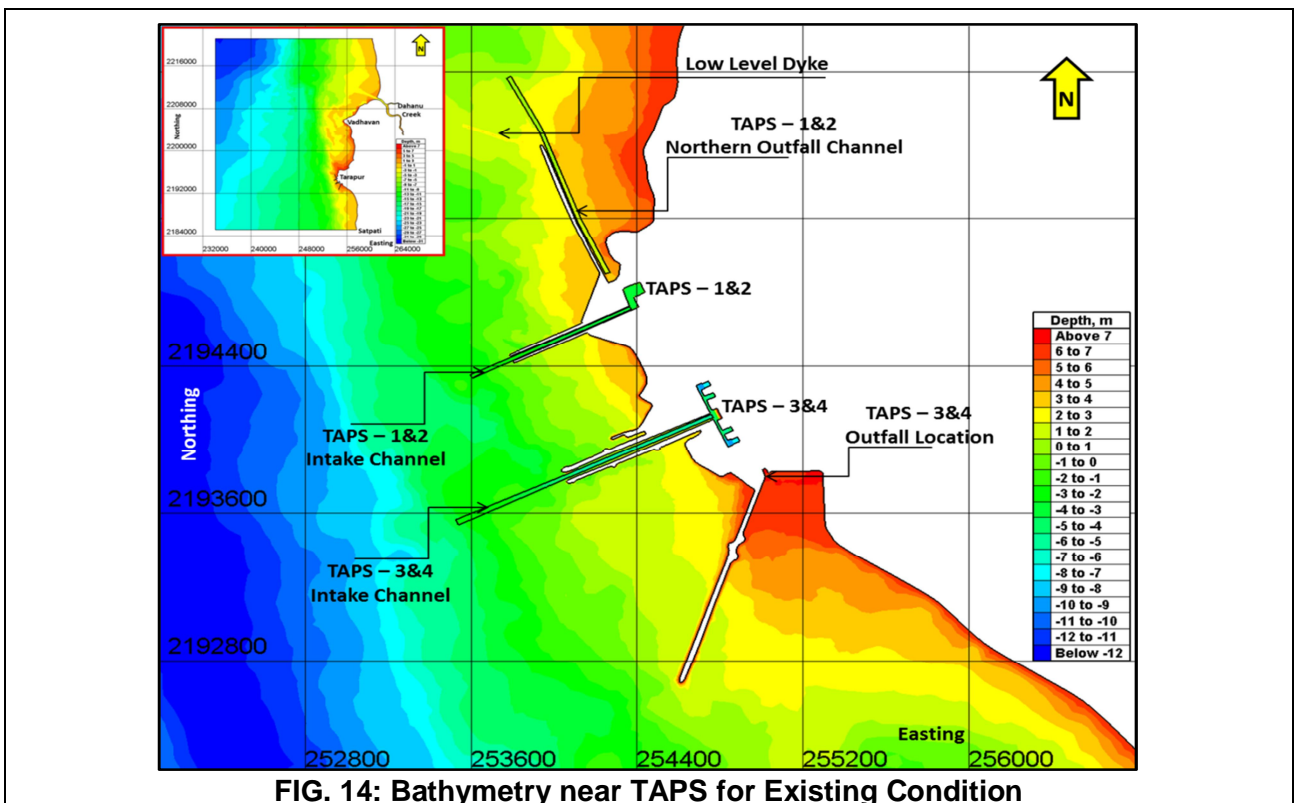 N
2216000
2208000
2200000
2192000
2184000
Northing
Dahanu
Creek
Vadhavan
Tarapur
Satpati
Easting
232000 240000 248000 256000 264000
Depth, m
Above 7
Low Level Dyke
TAPS – 1&2
Northern Outfall Channel
N
TAPS – 1&2
2194400
Northing
TAPS – 1&2
Intake Channel
TAPS – 3&4
TAPS – 3&4
Outfall Location
2193600
TAPS – 3&4
Intake Channel
2192800
Easting
252800 253600 254400 255200 256000
Depth, m
Above 7
6 to 7
5 to 6
4 to 5
3 to 4
2 to 3
1 to 2
0 to 1
-1 to 0
-2 to -1
-3 to -2
-4 to -3
-5 to -4
-6 to -5
-7 to -6
-8 to -7
-9 to -8
-10 to -9
-11 to -10
-12 to -11
Below -12
FIG. 14: Bathymetry near TAPS for Existing Condition